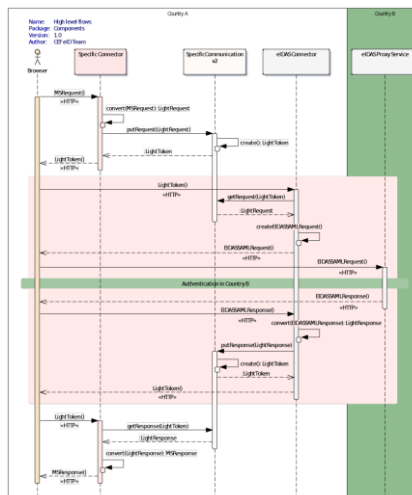 Country A
Country B
Name: High level flows
Package: Components
Version: 1.0
Author: CEF eID Team
Browser
SpecificConnector
SpecificCommunication
v2
eIDASConnector
eIDASProxyService
MSRequest()
«HTTP»
convert(MSRequest): LightRequest
putRequest(LightRequest)
create(): LightToken
:LightToken
LightToken()
«HTTP»
LightToken()
«HTTP»
getRequest(LightToken)
:LightRequest
create(EIDASSAMLRequest)
EIDASSAMLRequest()
«HTTP»
EIDASSAMLRequest()
«HTTP»
Authentication in Country B
EIDASSAMLResponse()
«HTTP»
EIDASSAMLResponse()
«HTTP»
convert(EIDASSAMLResponse): LightResponse
putResponse(LightResponse)
create(): LightToken
:LightToken
LightToken()
«HTTP»
LightToken()
«HTTP»
getResponse(LightToken)
:LightResponse
convert(LightResponse): MSResponse
MSResponse()
«HTTP»